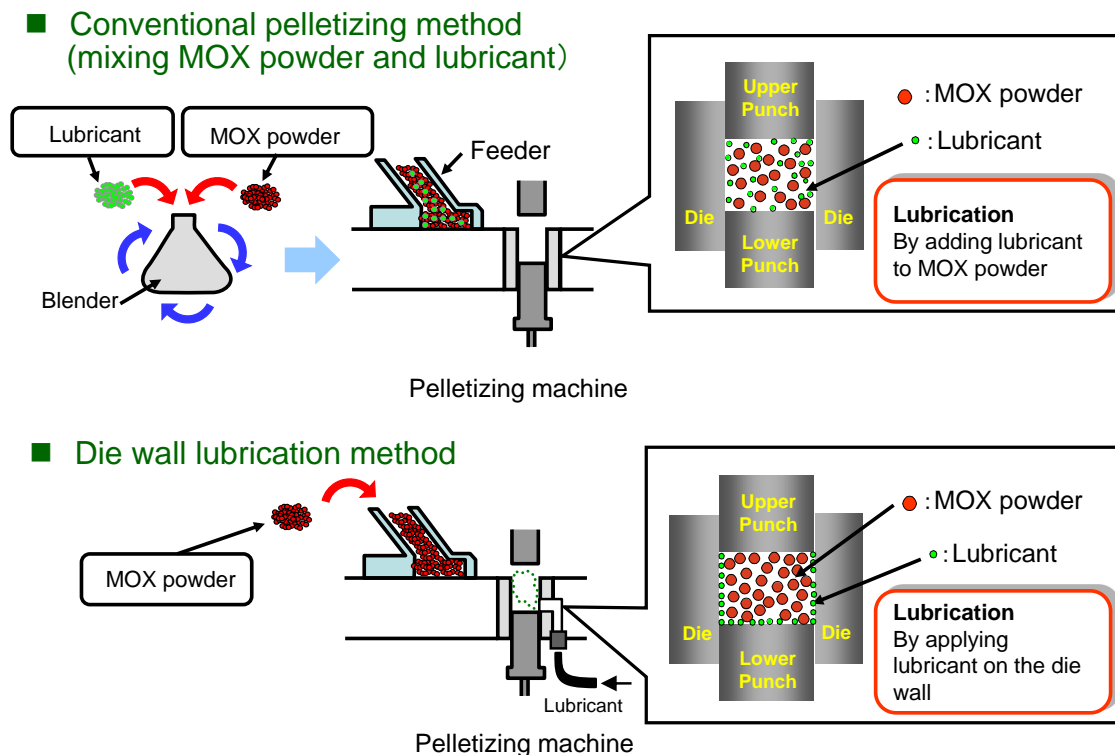 ■ Conventional pelletizing method
(mixing MOX powder and lubricant）
Lubricant
MOX powder
Blender
Feeder
Pelletizing machine
Upper
Punch
Die
Die
Lower
Punch
: MOX powder
: Lubricant
Lubrication
By adding lubricant
to MOX powder
■ Die wall lubrication method
MOX powder
Lubricant
Pelletizing machine
Upper
Punch
Die
Die
Lower
Punch
: MOX powder
: Lubricant
Lubrication
By applying
lubricant on the die
wall